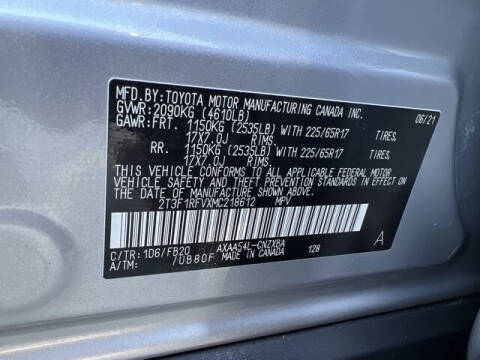 MFD.BY:TOYOTA MOTOR MANUFACTURING CANADA INC.
GVWR:2090KG (4610LB) 06/21
GAWR:FRT. 1150KG (2535LB) WITH 225/65R17 TIRES,
17X7.0J RIMS.
RR. 1150KG (2535LB) WITH 225/65R17 TIRES,
17X7.0J RIMS.
THIS VEHICLE CONFORMS TO ALL APPLICABLE FEDERAL MOTOR
VEHICLE SAFETY AND THEFT PREVENTION STANDARDS IN EFFECT ON
THE DATE OF MANUFACTURE SHOWN ABOVE.
2T3F1RFVXMC218612 MPV
C/TR:1D6/FB20 AXAA54L-CNZXBA 128 A
A/TM: /UB80F MADE IN CANADA